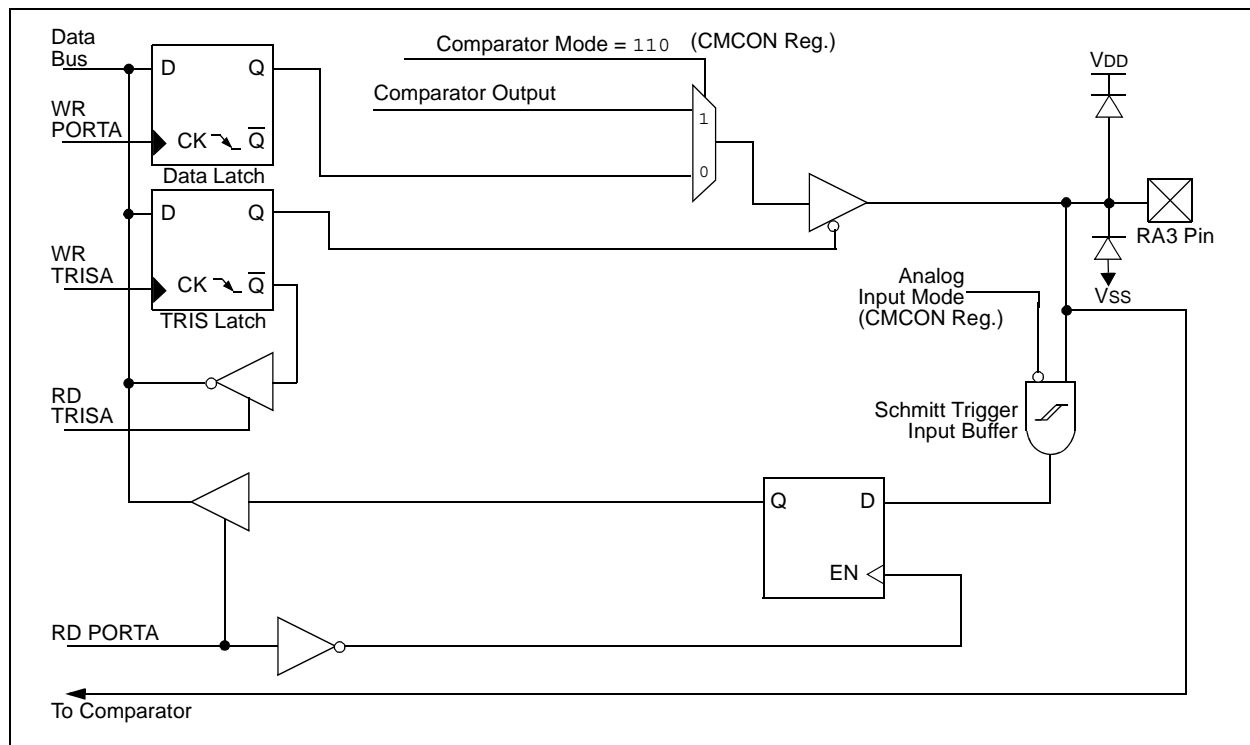 Data
Bus
D Q
WR
PORTA
CK Q
Data Latch
Comparator Mode = 110 (CMCON Reg.)
Comparator Output
1
0
VDD
RA3 Pin
VSS
D Q
WR
TRISA
CK Q
TRIS Latch
Analog
Input Mode
(CMCON Reg.)
RD
TRISA
Schmitt Trigger
Input Buffer
Q D
EN
RD PORTA
To Comparator